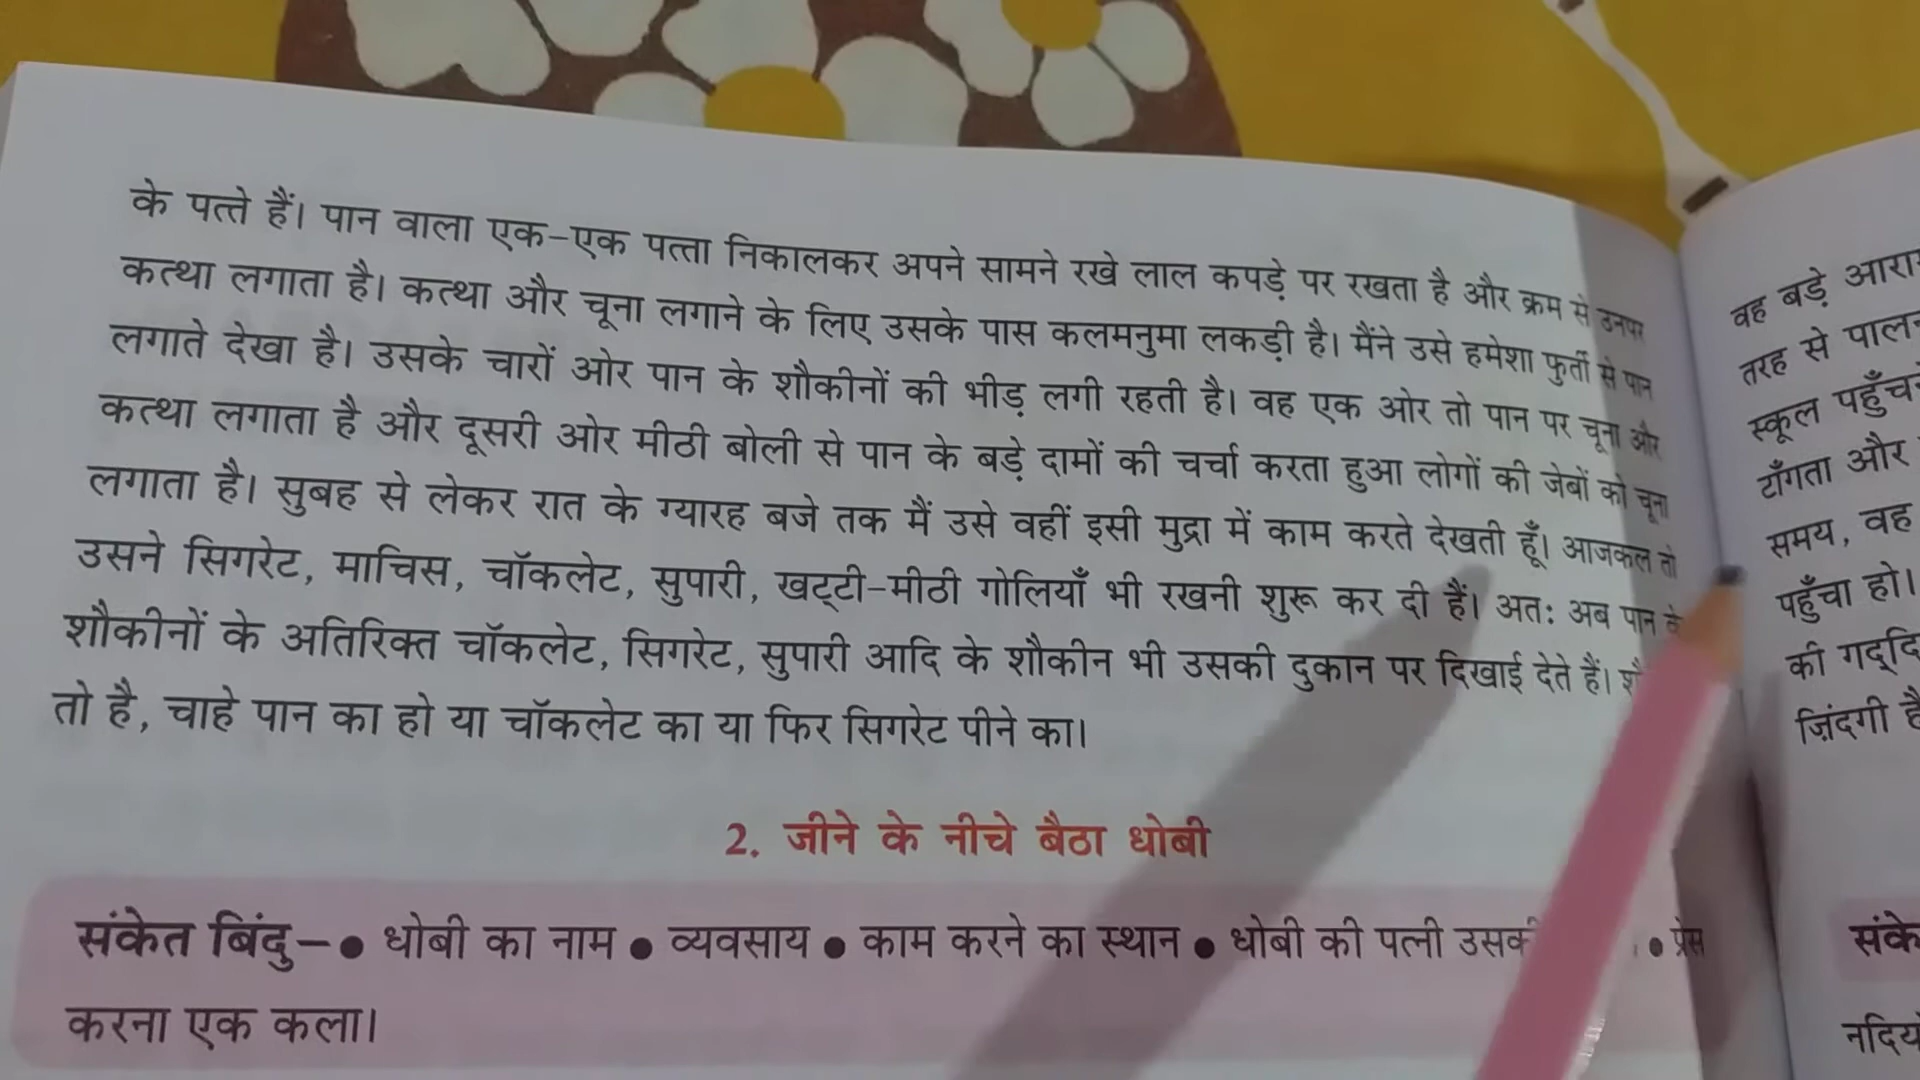 के पत्ते हैं। पान वाला एक-एक पत्ता निकालकर अपने सामने रखे लाल कपड़े पर रखता है और क्रम से उनपर
कत्था लगाता है। कत्था और चूना लगाने के लिए उसके पास कलमनुमा लकड़ी है। मैंने उसे हमेशा फुर्ती से पान
लगाते देखा है। उसके चारों ओर पान के शौकीनों की भीड़ लगी रहती है। वह एक ओर तो पान पर चूना और
कत्था लगाता है और दूसरी ओर मीठी बोली से पान के बड़े दामों की चर्चा करता हुआ लोगों की जेबों को चूना
लगाता है। सुबह से लेकर रात के ग्यारह बजे तक मैं उसे वहीं इसी मुद्रा में काम करते देखती हूँ। आजकल तो
उसने सिगरेट, माचिस, चॉकलेट, सुपारी, खट्टी-मीठी गोलियाँ भी रखनी शुरू कर दी हैं। अतः अब पान के
शौकीनों के अतिरिक्त चॉकलेट, सिगरेट, सुपारी आदि के शौकीन भी उसकी दुकान पर दिखाई देते हैं।
तो है, चाहे पान का हो या चॉकलेट का या फिर सिगरेट पीने का।
2. जीने के नीचे बैठा धोबी
संकेत बिंदु–● धोबी का नाम ● व्यवसाय ● काम करने का स्थान ● धोबी की पत्नी ● प्रेस
करना एक कला।
वह बड़े
तरह से
स्कूल
टाँगता और
समय, वह
पहुँचा हो।
की
ज़िंदगी